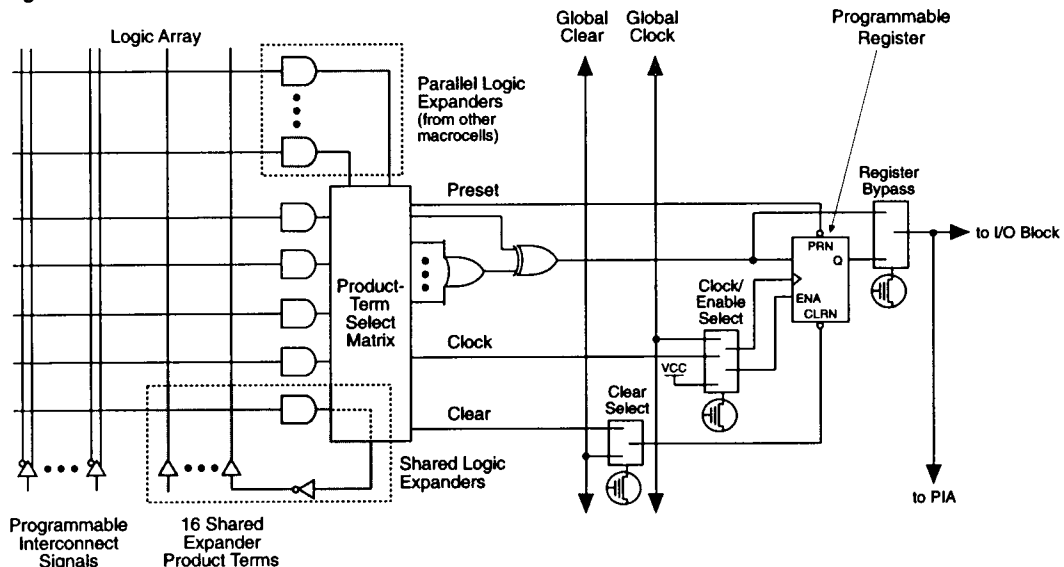 Logic Array
Parallel Logic
Expanders
(from other
macrocells)
Global
Clear
Global
Clock
Programmable
Register
Register
Bypass
to I/O Block
Preset
PRN
Q
ENA
CLRN
Product-
Term
Select
Matrix
Clock/
Enable
Select
Clock
VCC
Clear
Select
Clear
Shared Logic
Expanders
to PIA
Programmable
Interconnect
Signals
16 Shared
Expander
Product Terms